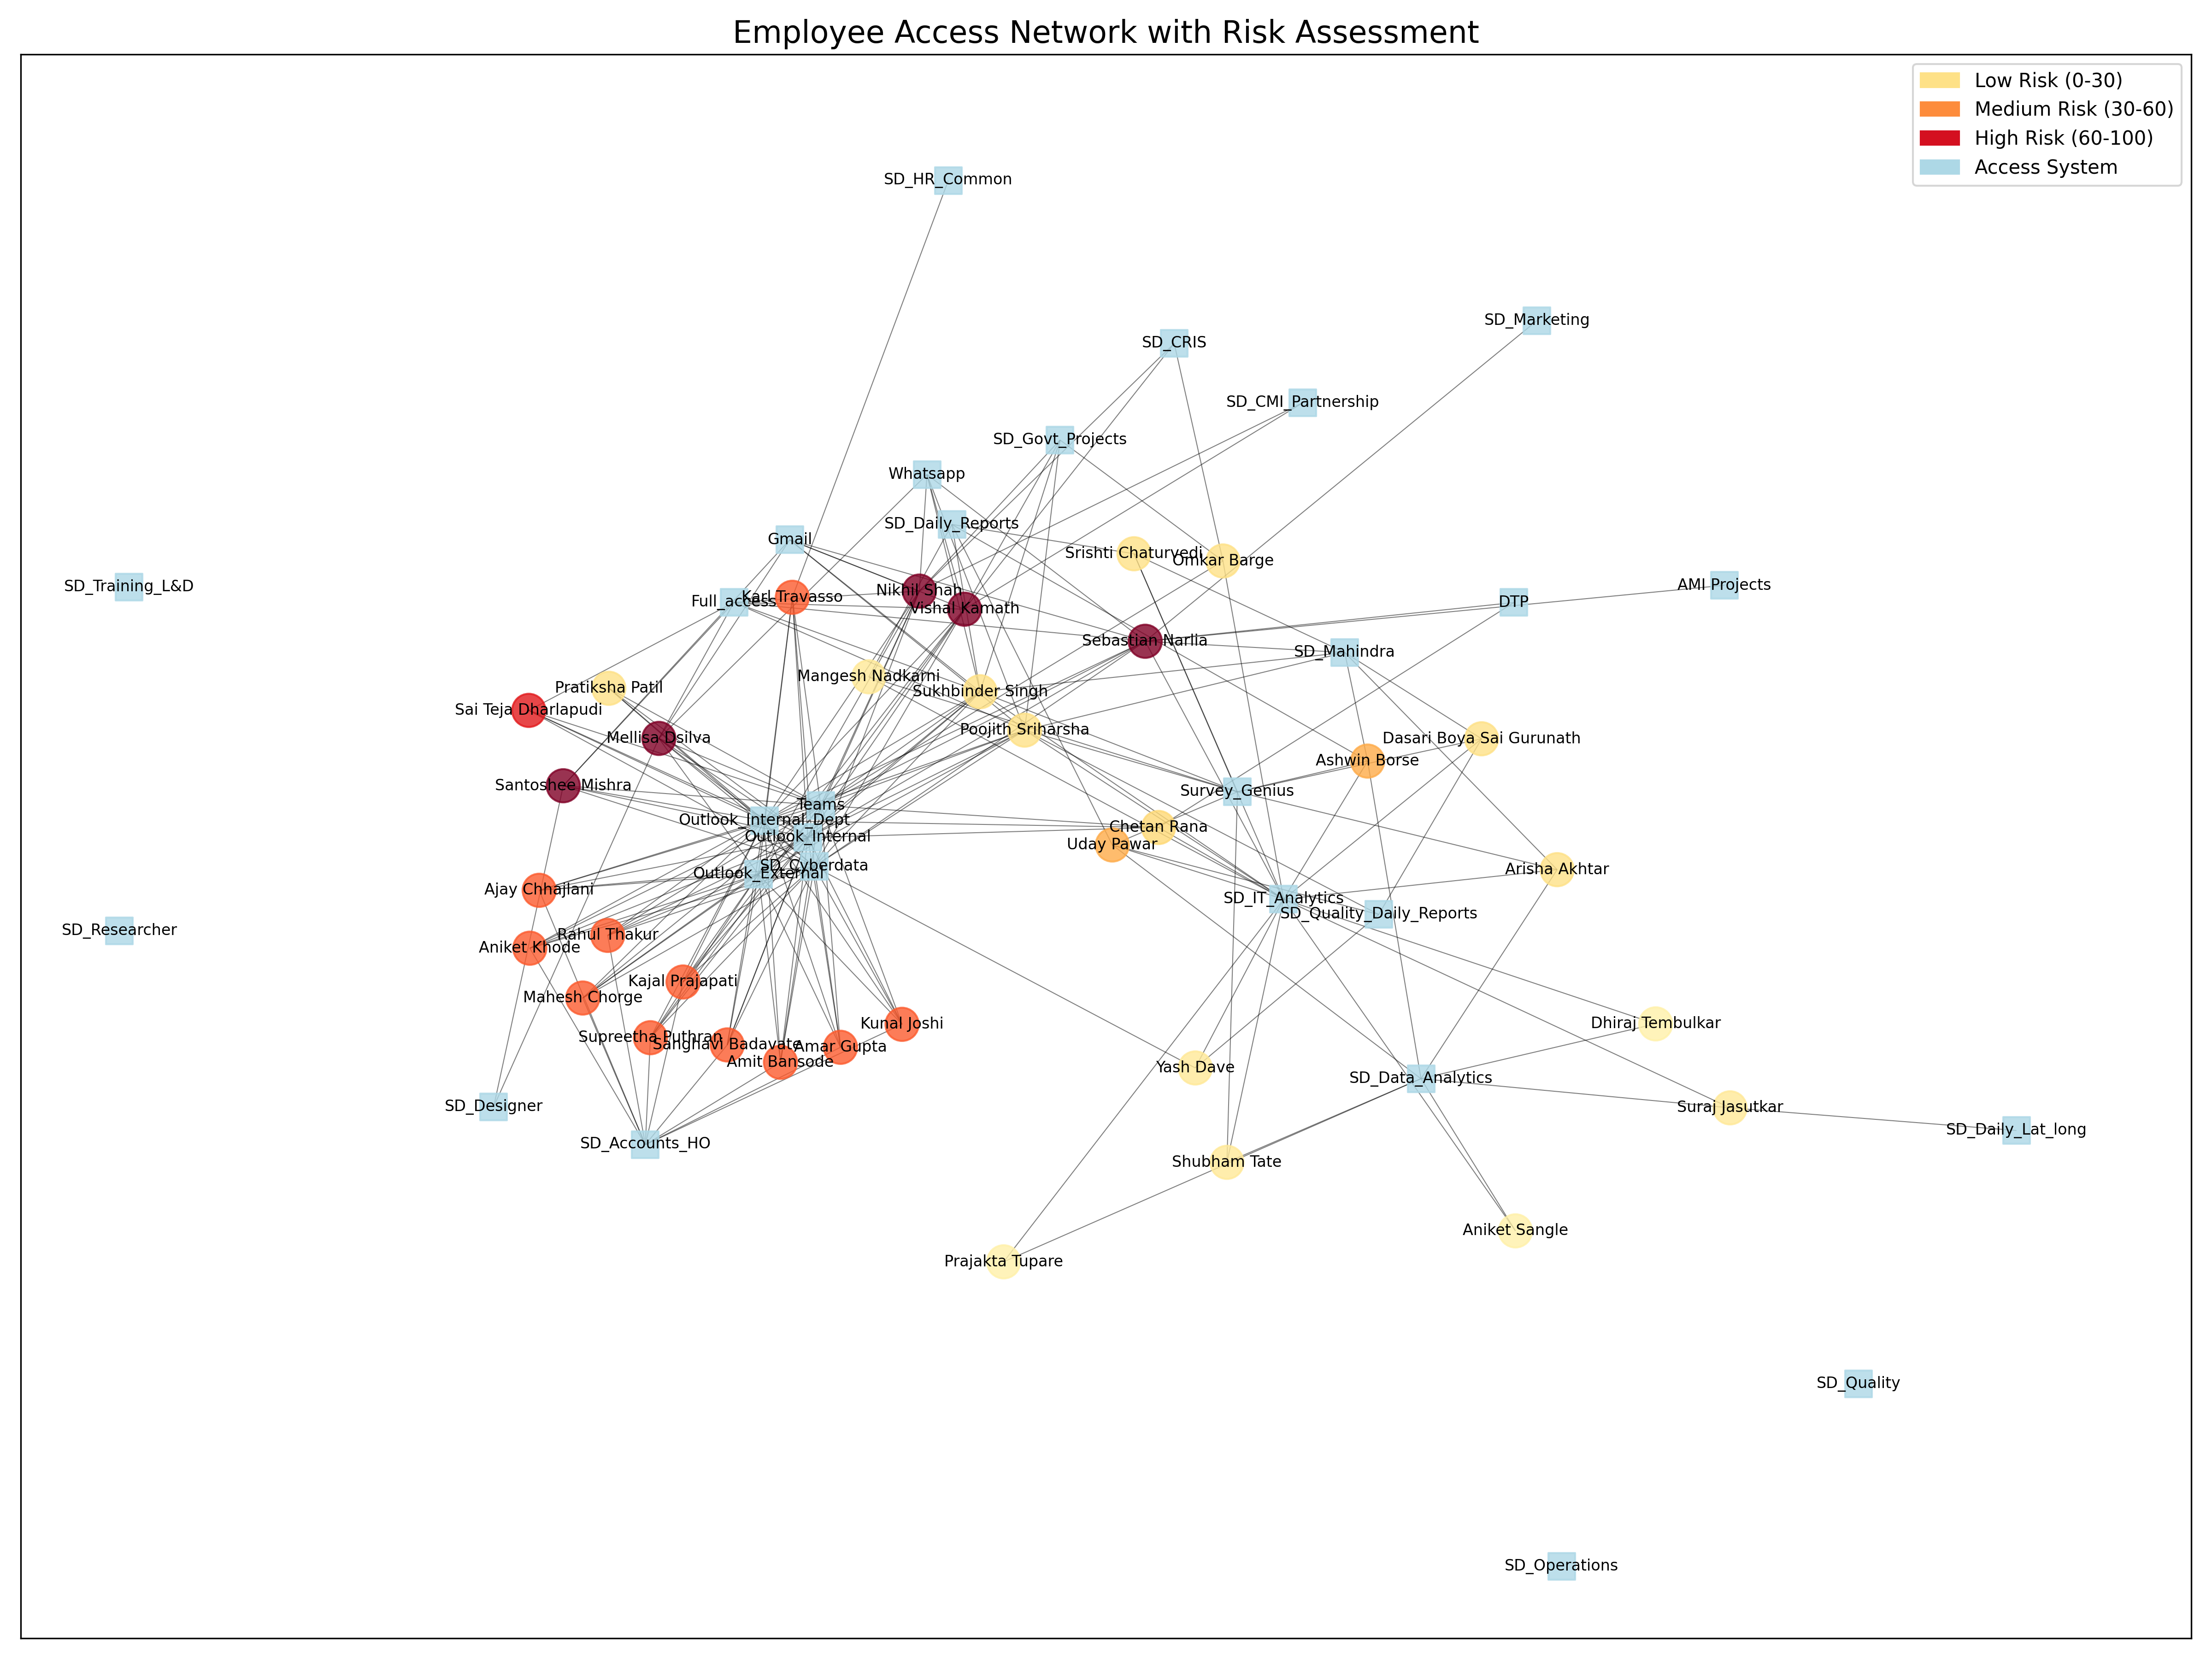 Employee Access Network with Risk Assessment
Low Risk (0-30)
Medium Risk (30-60)
High Risk (60-100)
Access System
SD_HR_Common
SD_Marketing
SD_CRIS
SD_CMI_Partnership
SD_Govt_Projects
Whatsapp
SD_Daily_Reports
Gmail
Srishti Chaturvedi
Omkar Barge
SD_Training_L&D
AMI Projects
Nikhil Shah
Karl Travasso
Full_access
DTP
Vishal Kamath
Sebastian Narlla
SD_Mahindra
Mangesh Nadkarni
Pratiksha Patil
Sukhbinder Singh
Sai Teja Dharlapudi
Poojith Sriharsha
Mellisa Dsilva
Dasari Boya Sai Gurunath
Ashwin Borse
Santoshee Mishra
Survey_Genius
Teams
Outlook_Internal_Dept
Chetan Rana
Outlook_Internal
Uday Pawar
SD_Cyberdata
Outlook_External
Arisha Akhtar
Ajay Chhajlani
SD_IT_Analytics
SD_Quality_Daily_Reports
SD_Researcher
Rahul Thakur
Aniket Khode
Kajal Prajapati
Mahesh Chorge
Kunal Joshi
Dhiraj Tembulkar
Supreetha Puthran
Sanghavi Badavate
Amar Gupta
Amit Bansode
Yash Dave
SD_Data_Analytics
SD_Designer
Suraj Jasutkar
SD_Daily_Lat_long
SD_Accounts_HO
Shubham Tate
Aniket Sangle
Prajakta Tupare
SD_Quality
SD_Operations